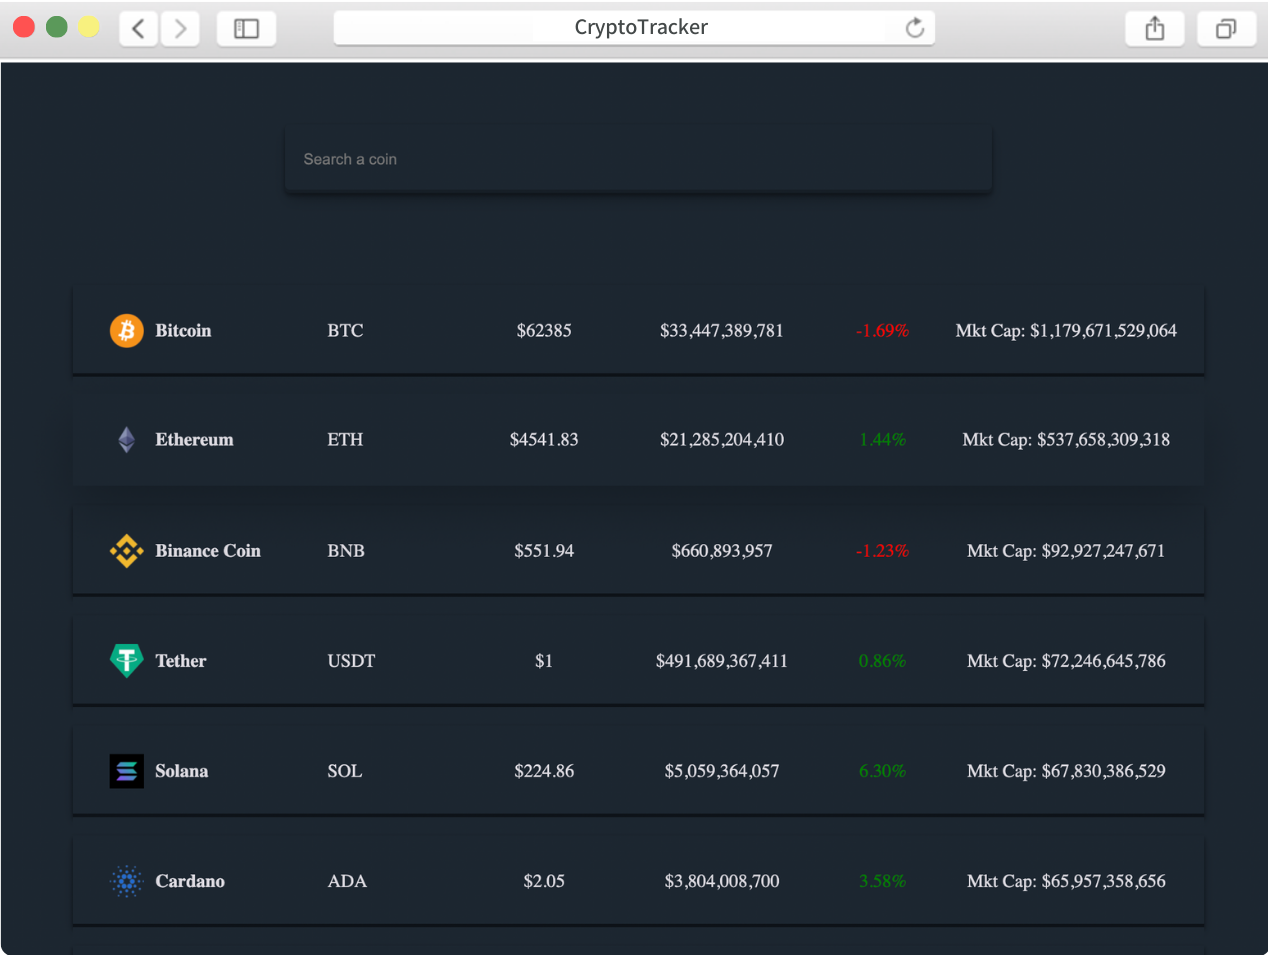 CryptoTracker
Search a coin
Bitcoin BTC $62385 $33,447,389,781 -1.69% Mkt Cap: $1,179,671,529,064
Ethereum ETH $4541.83 $21,285,204,410 1.44% Mkt Cap: $537,658,309,318
Binance Coin BNB $551.94 $660,893,957 -1.23% Mkt Cap: $92,927,247,671
Tether USDT $1 $491,689,367,411 0.86% Mkt Cap: $72,246,645,786
Solana SOL $224.86 $5,059,364,057 6.30% Mkt Cap: $67,830,386,529
Cardano ADA $2.05 $3,804,008,700 3.58% Mkt Cap: $65,957,358,656